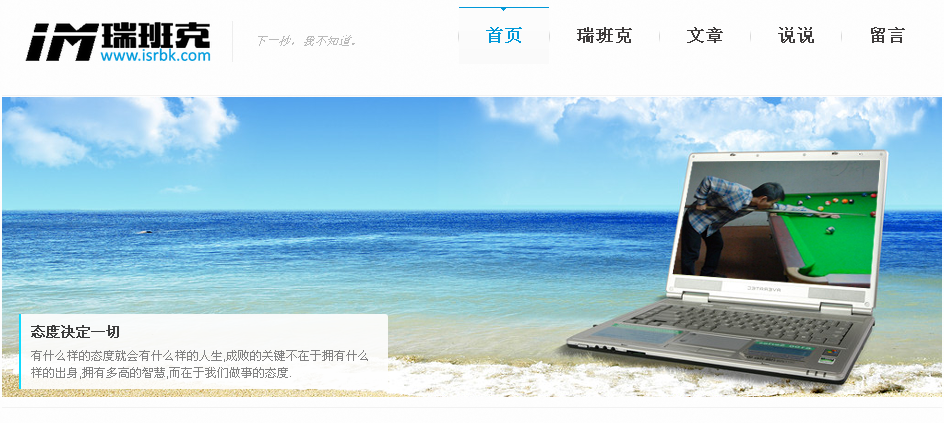 iM瑞班克
www.isrbk.com
下一秒，我不知道。
首页
瑞班克
文章
说说
留言
态度决定一切
有什么样的态度就会有什么样的人生,成败的关键不在于拥有什么
样的出身,拥有多高的智慧,而在于我们做事的态度.